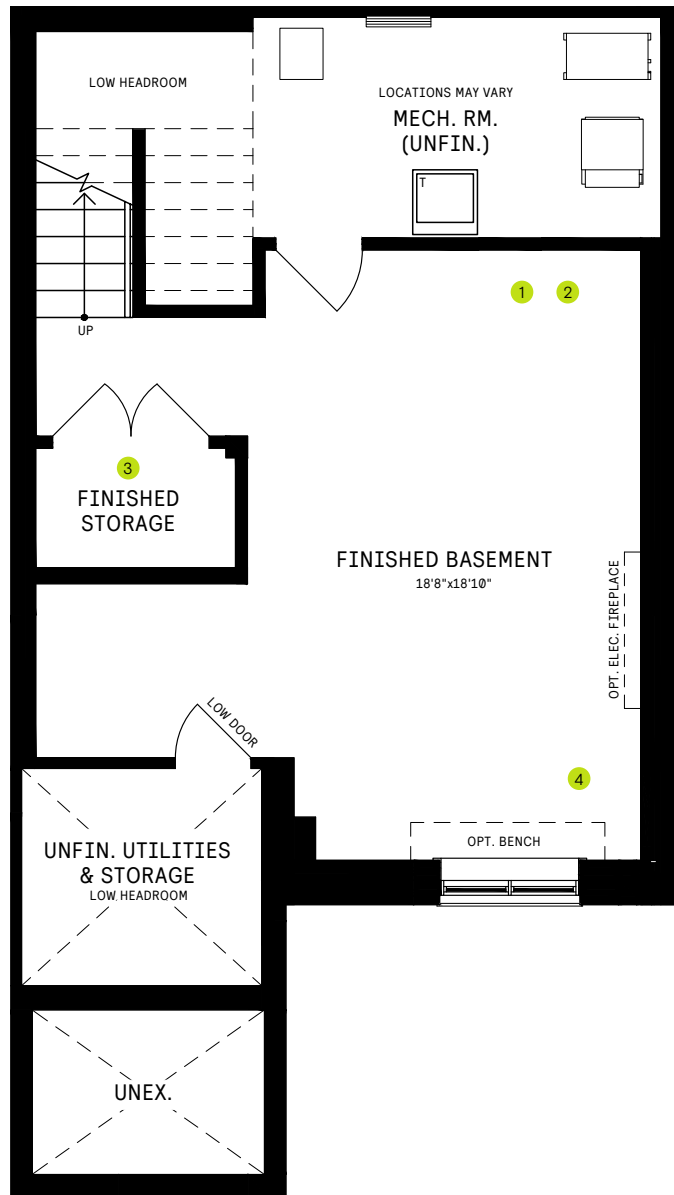 LOW HEADROOM
LOCATIONS MAY VARY
MECH. RM.
(UNFIN.)
T
1
2
UP
3
FINISHED
STORAGE
FINISHED BASEMENT
18'8"x18'10"
OPT. ELEC. FIREPLACE
LOW DOOR
4
OPT. BENCH
UNFIN. UTILITIES
& STORAGE
LOW HEADROOM
UNEX.